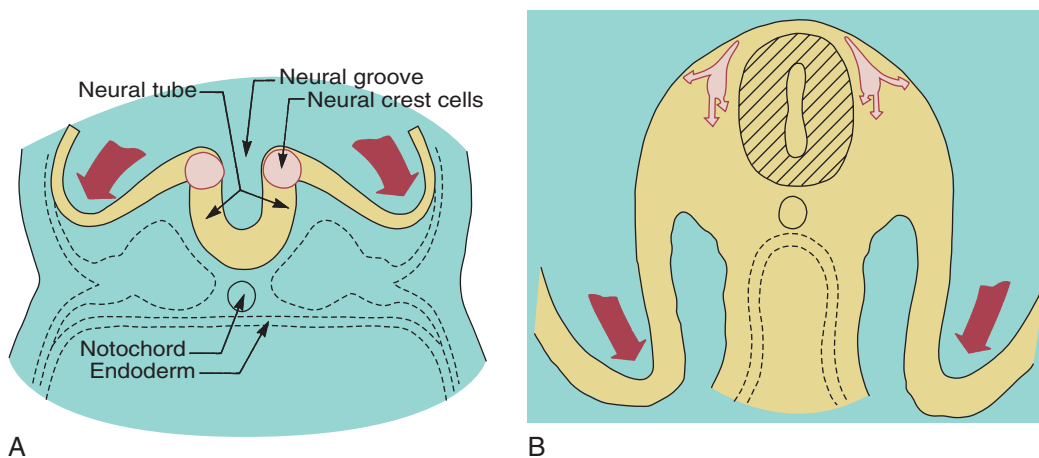 Neural groove
Neural tube
Neural crest cells
Notochord
Endoderm
A
B